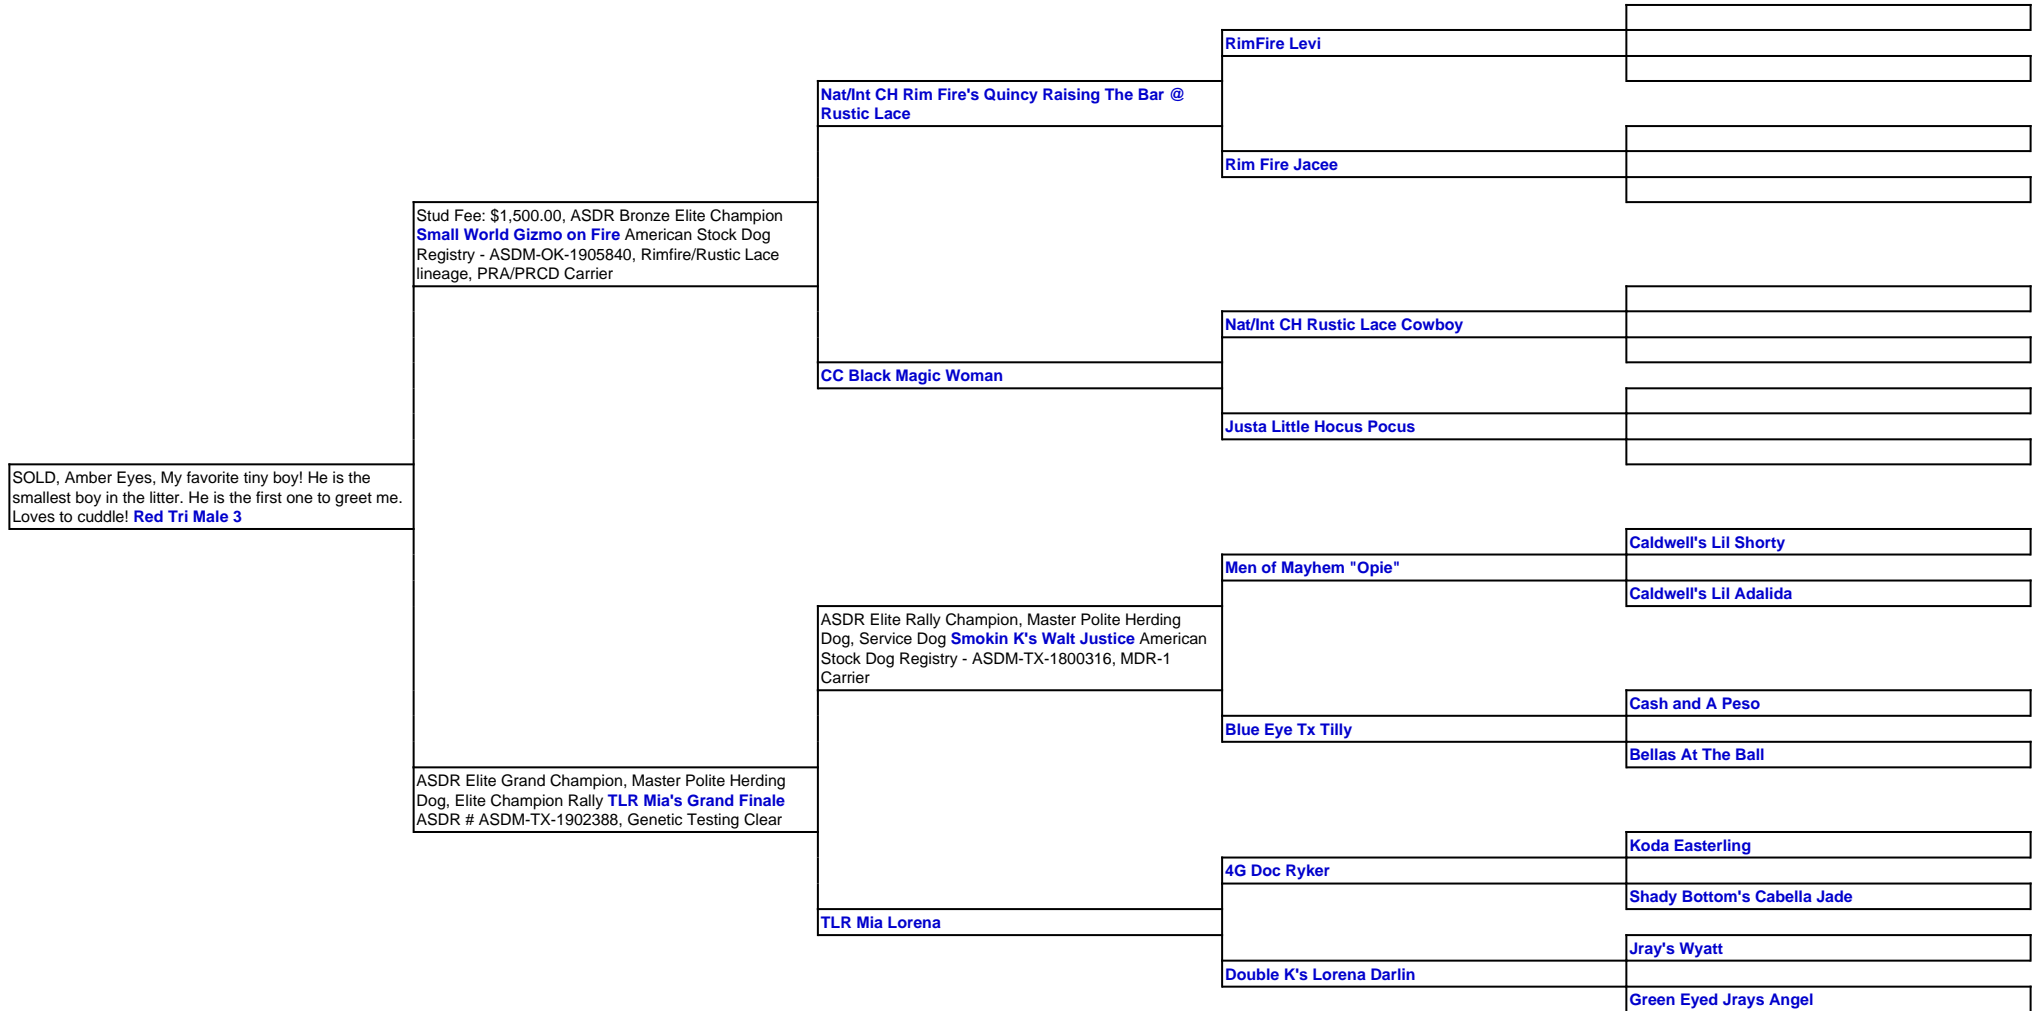 RimFire Levi
Nat/Int CH Rim Fire's Quincy Raising The Bar @
Rustic Lace
Rim Fire Jacee
Stud Fee: $1,500.00, ASDR Bronze Elite Champion
Small World Gizmo on Fire American Stock Dog
Registry - ASDM-OK-1905840, Rimfire/Rustic Lace
lineage, PRA/PRCD Carrier
Nat/Int CH Rustic Lace Cowboy
CC Black Magic Woman
Justa Little Hocus Pocus
SOLD, Amber Eyes, My favorite tiny boy! He is the
smallest boy in the litter. He is the first one to greet me.
Loves to cuddle! Red Tri Male 3
Caldwell's Lil Shorty
Men of Mayhem "Opie"
Caldwell's Lil Adalida
ASDR Elite Rally Champion, Master Polite Herding
Dog, Service Dog Smokin K's Walt Justice American
Stock Dog Registry - ASDM-TX-1800316, MDR-1
Carrier
Cash and A Peso
Blue Eye Tx Tilly
Bellas At The Ball
ASDR Elite Grand Champion, Master Polite Herding
Dog, Elite Champion Rally TLR Mia's Grand Finale
ASDR # ASDM-TX-1902388, Genetic Testing Clear
Koda Easterling
4G Doc Ryker
Shady Bottom's Cabella Jade
TLR Mia Lorena
Jray's Wyatt
Double K's Lorena Darlin
Green Eyed Jrays Angel